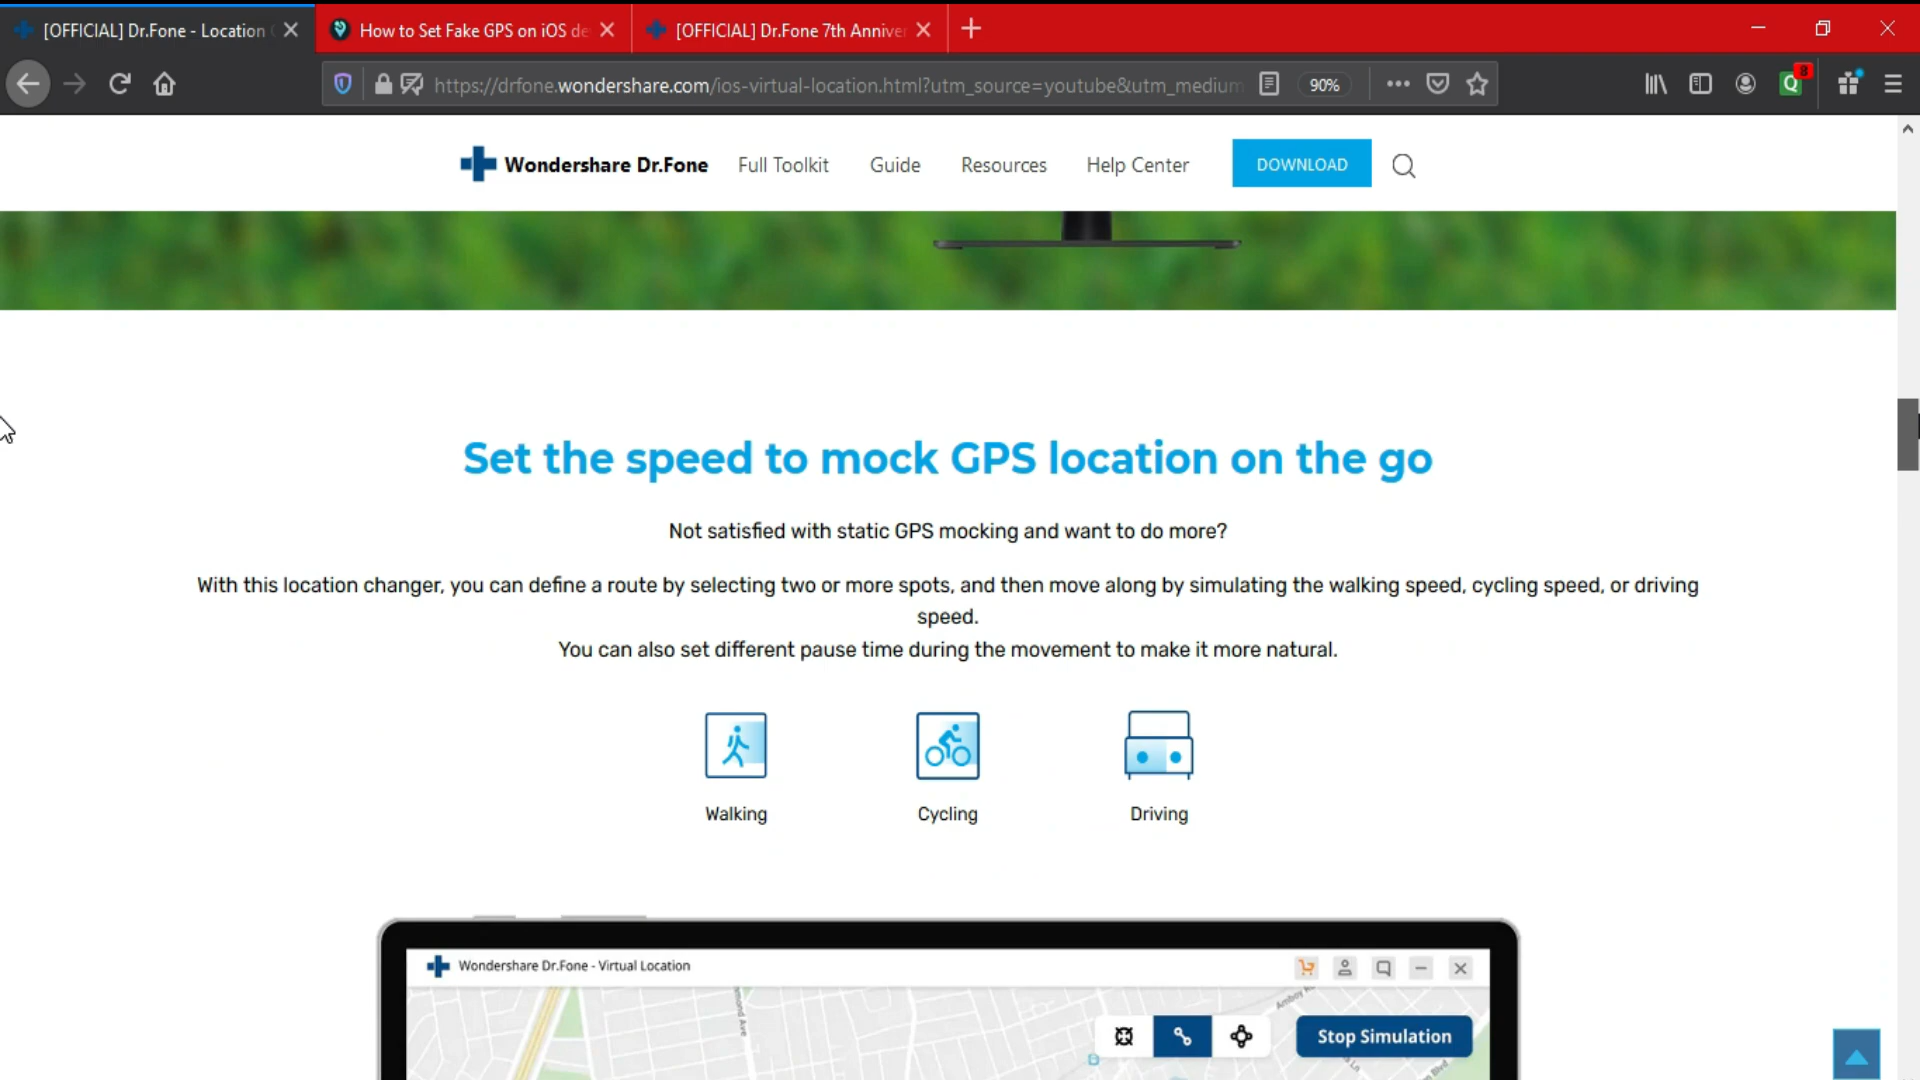 [OFFICIAL] Dr.Fone - Location
How to Set Fake GPS on iOS de
[OFFICIAL] Dr.Fone 7th Anniver
https://drfone.wondershare.com/ios-virtual-location.html?utm_source=youtube&utm_medium
90%
Q
8
Wondershare Dr.Fone
Full Toolkit
Guide
Resources
Help Center
DOWNLOAD
Set the speed to mock GPS location on the go
Not satisfied with static GPS mocking and want to do more?
With this location changer, you can define a route by selecting two or more spots, and then move along by simulating the walking speed, cycling speed, or driving
speed.
You can also set different pause time during the movement to make it more natural.
Walking
Cycling
Driving
Wondershare Dr.Fone - Virtual Location
Stop Simulation